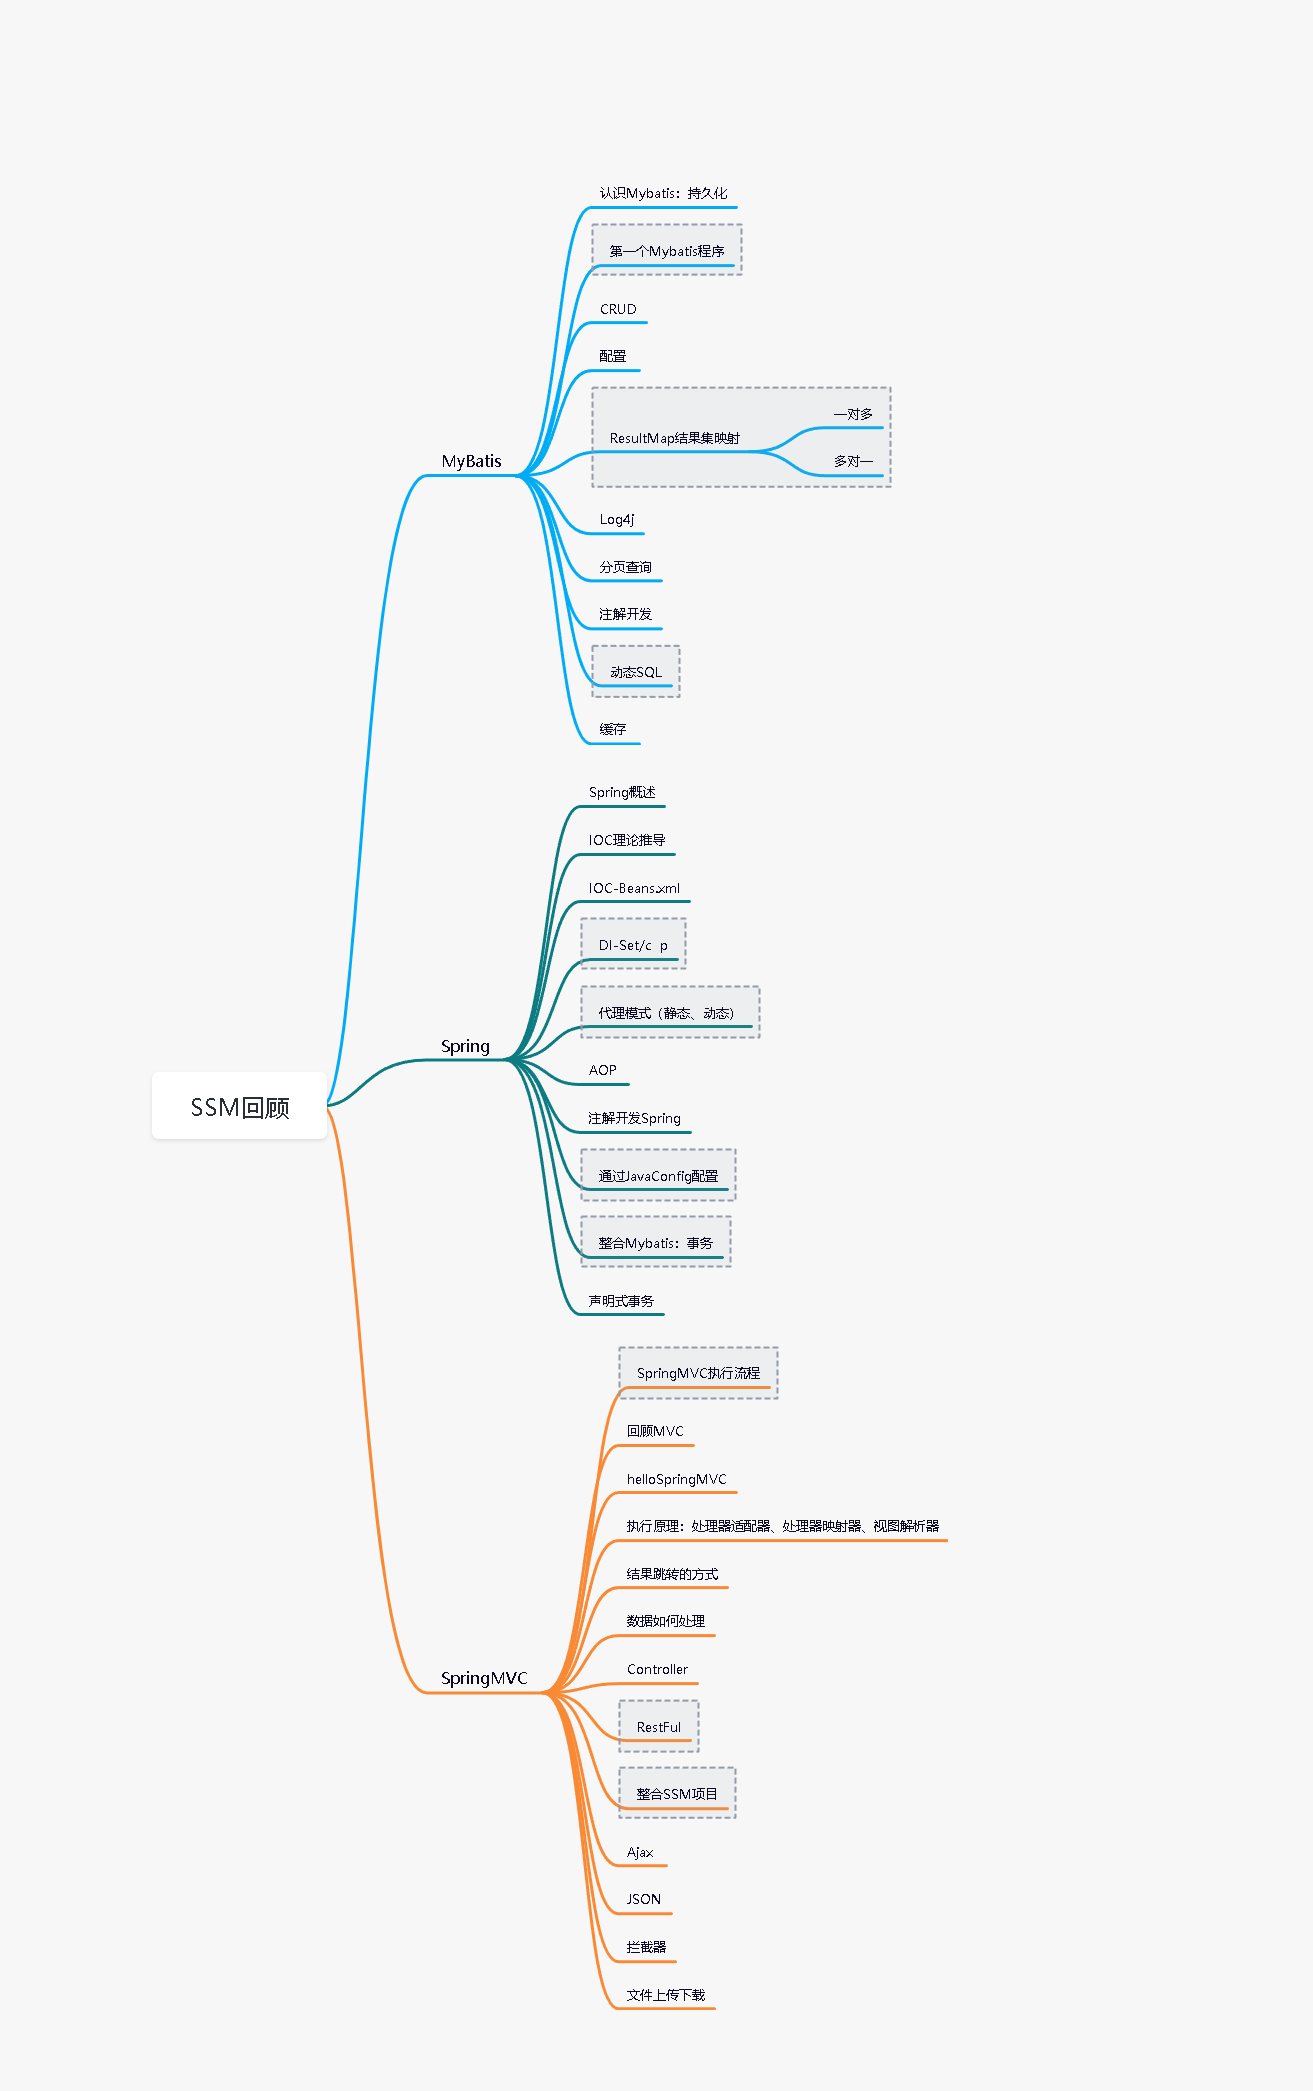 SSM回顾
MyBatis
认识Mybatis：持久化
第一个Mybatis程序
CRUD
配置
ResultMap结果集映射
一对多
多对一
Log4j
分页查询
注解开发
动态SQL
缓存
Spring
Spring概述
IOC理论推导
IOC-Beans.xml
DI-Set/c  p
代理模式（静态、动态）
AOP
注解开发Spring
通过JavaConfig配置
整合Mybatis：事务
声明式事务
SpringMVC
SpringMVC执行流程
回顾MVC
helloSpringMVC
执行原理：处理器适配器、处理器映射器、视图解析器
结果跳转的方式
数据如何处理
Controller
RestFul
整合SSM项目
Ajax
JSON
拦截器
文件上传下载